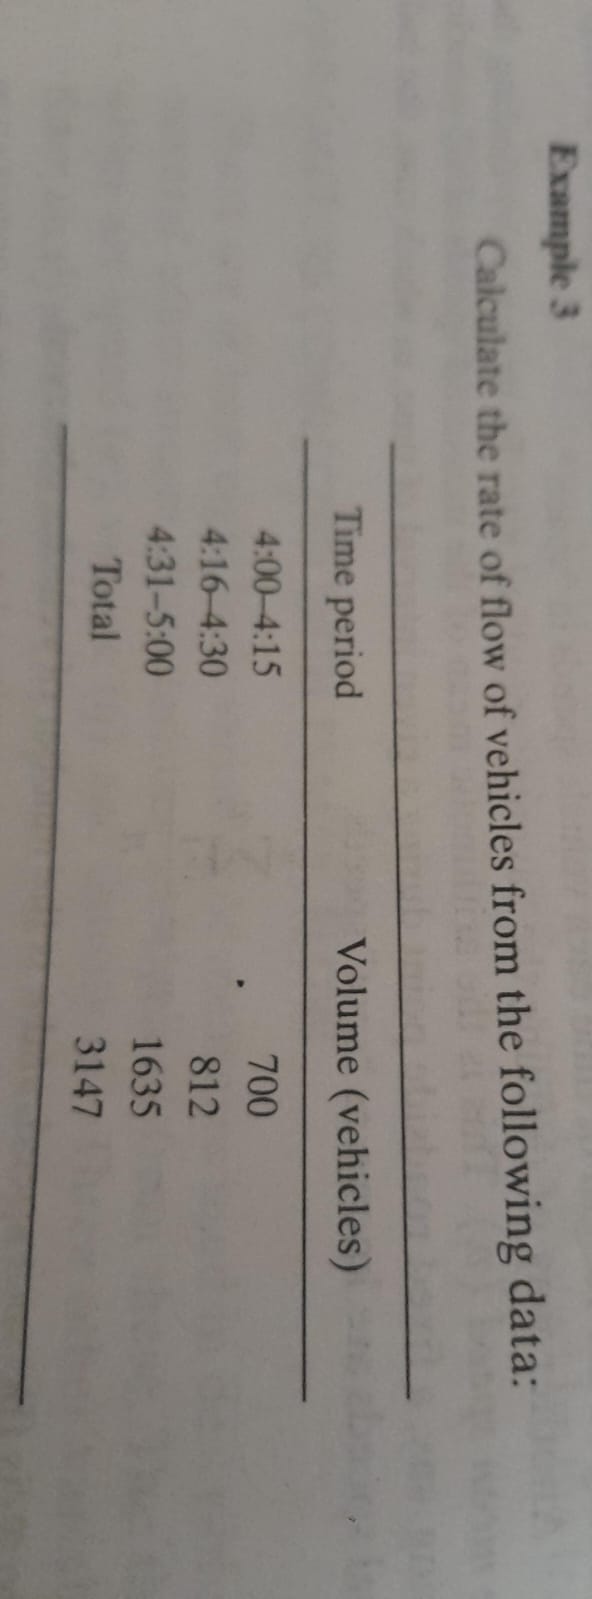 Example 3
Calculate the rate of flow of vehicles from the following data:
Time period Volume (vehicles)
4:00–4:15 700
4:16–4:30 812
4:31–5:00 1635
Total 3147